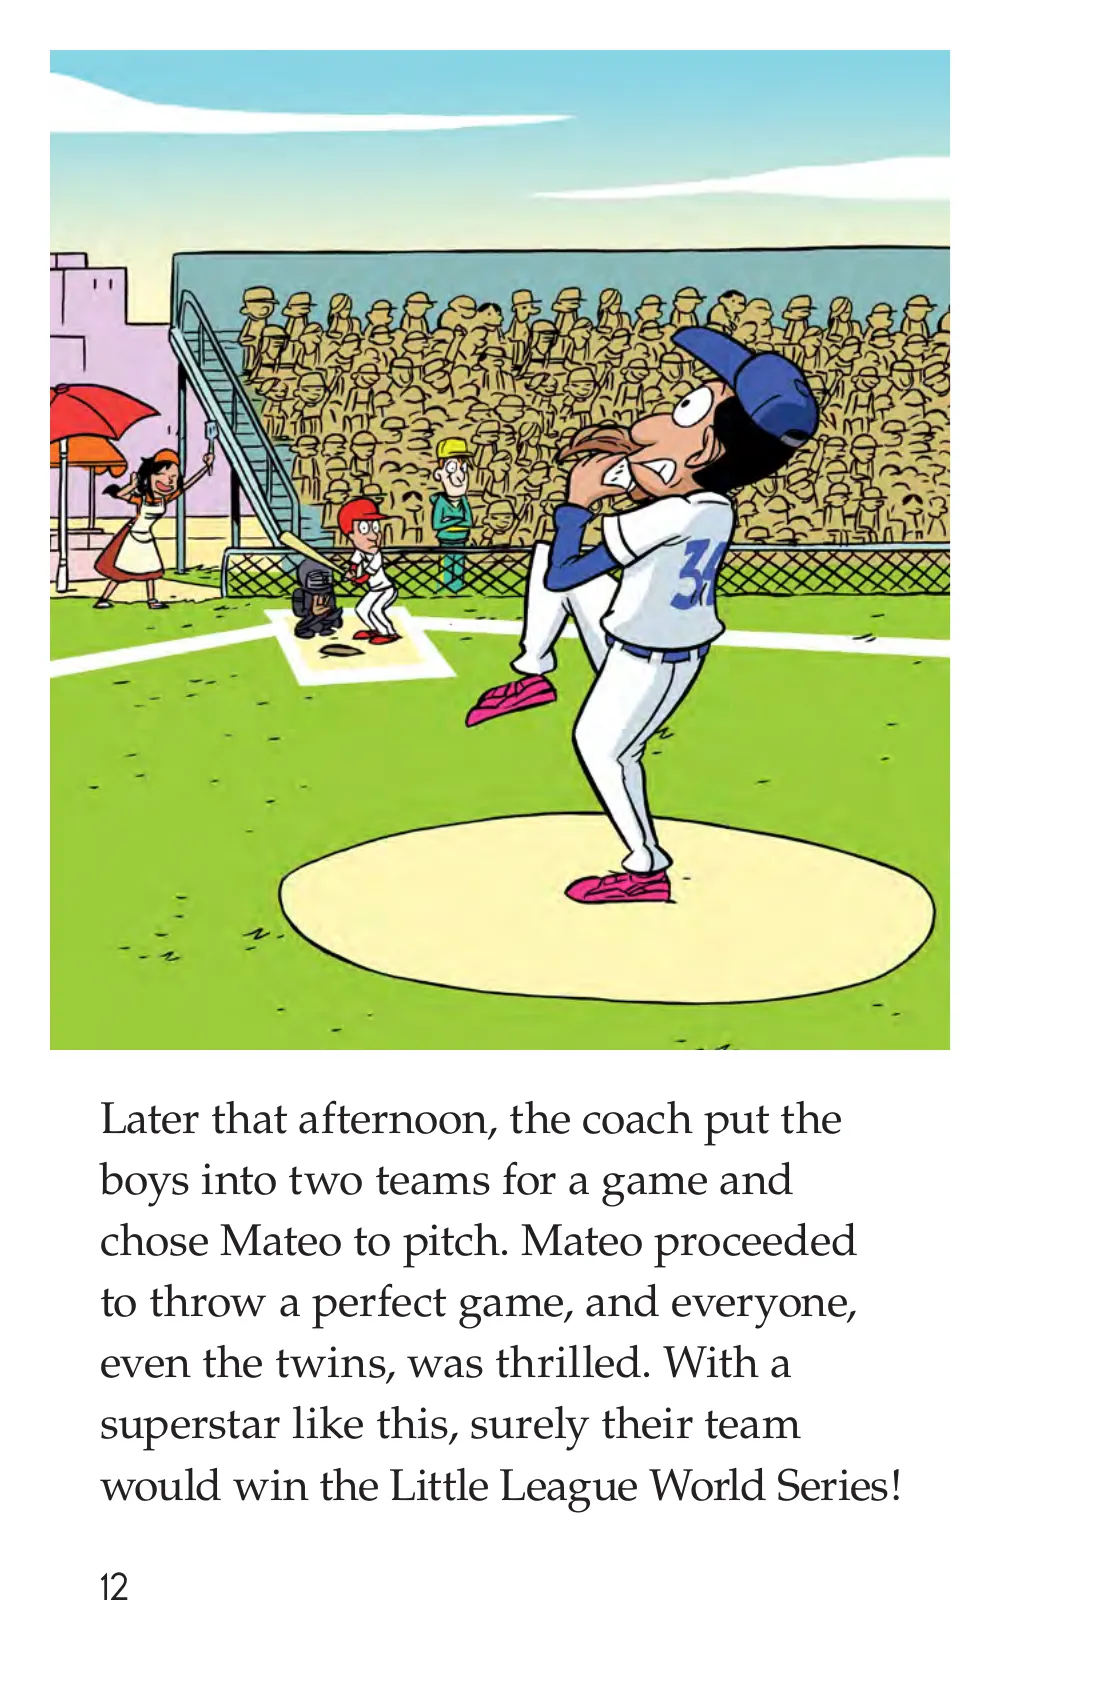 34
Later that afternoon, the coach put the
boys into two teams for a game and
chose Mateo to pitch. Mateo proceeded
to throw a perfect game, and everyone,
even the twins, was thrilled. With a
superstar like this, surely their team
would win the Little League World Series!
12